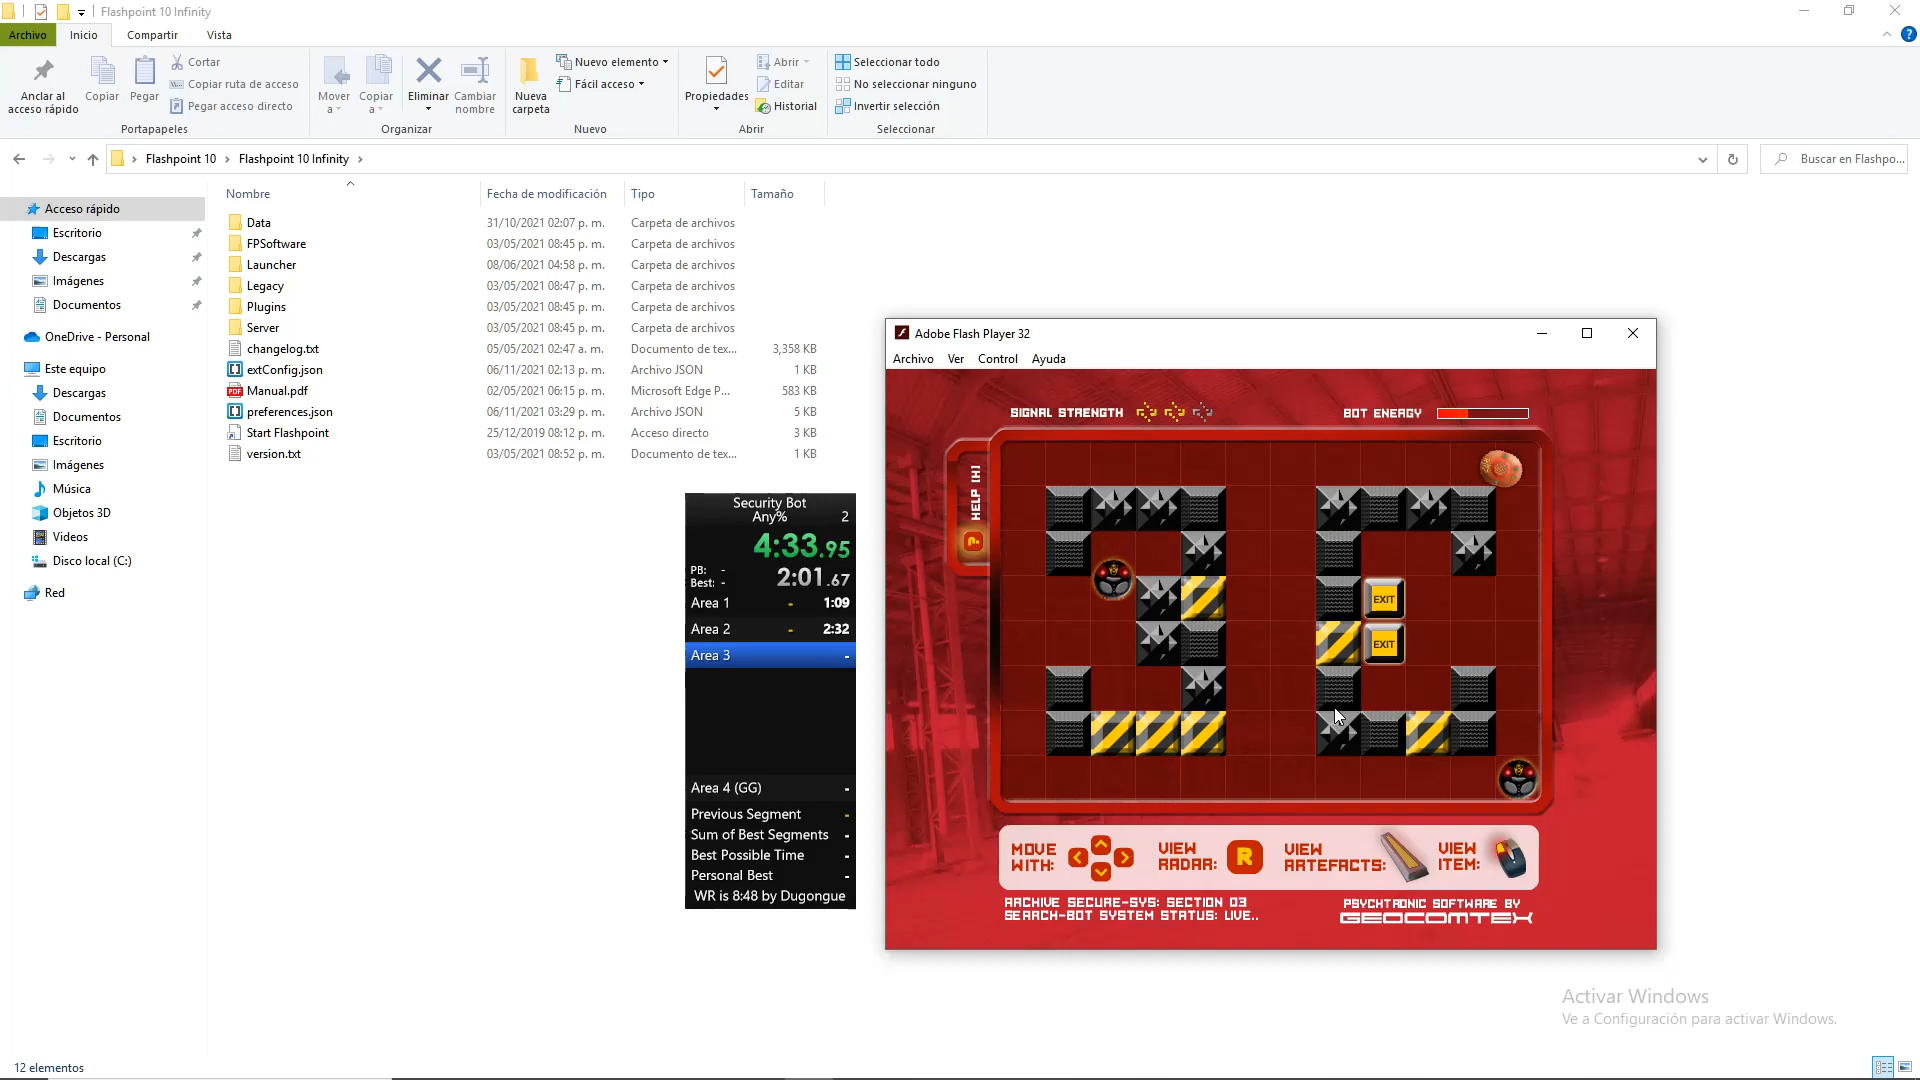 Flashpoint 10 Infinity
Archivo
Inicio
Compartir
Vista
Anclar al
acceso rápido
Copiar
Pegar
Cortar
Copiar ruta de acceso
Pegar acceso directo
Portapapeles
Mover
a
Copiar
a
Eliminar
Cambiar
nombre
Organizar
Nueva
carpeta
Nuevo elemento
Fácil acceso
Nuevo
Propiedades
Abrir
Editar
Historial
Abrir
Seleccionar todo
No seleccionar ninguno
Invertir selección
Seleccionar
Flashpoint 10
Flashpoint 10 Infinity
Buscar en Flashpo...
Acceso rápido
Escritorio
Descargas
Imágenes
Documentos
OneDrive - Personal
Este equipo
Descargas
Documentos
Escritorio
Imágenes
Música
Objetos 3D
Videos
Disco local (C:)
Red
Nombre Fecha de modificación Tipo Tamaño
Data 31/10/2021 02:07 p. m. Carpeta de archivos
FPSoftware 03/05/2021 08:45 p. m. Carpeta de archivos
Launcher 08/06/2021 04:58 p. m. Carpeta de archivos
Legacy 03/05/2021 08:47 p. m. Carpeta de archivos
Plugins 03/05/2021 08:45 p. m. Carpeta de archivos
Server 03/05/2021 08:45 p. m. Carpeta de archivos
changelog.txt 05/05/2021 02:47 a. m. Documento de tex... 3,358 KB
extConfig.json 06/11/2021 02:13 p. m. Archivo JSON 1 KB
Manual.pdf 02/05/2021 06:15 p. m. Microsoft Edge P... 583 KB
preferences.json 06/11/2021 03:29 p. m. Archivo JSON 5 KB
Start Flashpoint 25/12/2019 08:12 p. m. Acceso directo 3 KB
version.txt 03/05/2021 08:52 p. m. Documento de tex... 1 KB
Security Bot
Any% 2
4:33.95
PB: -
Best: -
2:01.67
Area 1 - 1:09
Area 2 - 2:32
Area 3 -
Area 4 (GG) -
Previous Segment -
Sum of Best Segments -
Best Possible Time -
Personal Best -
WR is 8:48 by Dugongue
Adobe Flash Player 32
Archivo Ver Control Ayuda
SIGNAL STRENGTH
BOT ENERGY
HELP [H]
?
EXIT
EXIT
MOVE
WITH:
VIEW
RADAR:
R
VIEW
ARTEFACTS:
VIEW
ITEM:
ARCHIVE SECURE-SYS: SECTION 03
SEARCH-BOT SYSTEM STATUS: LIVE..
PSYCHTRONIC SOFTWARE BY
GEOCOMTEX
Activar Windows
Ve a Configuración para activar Windows.
12 elementos